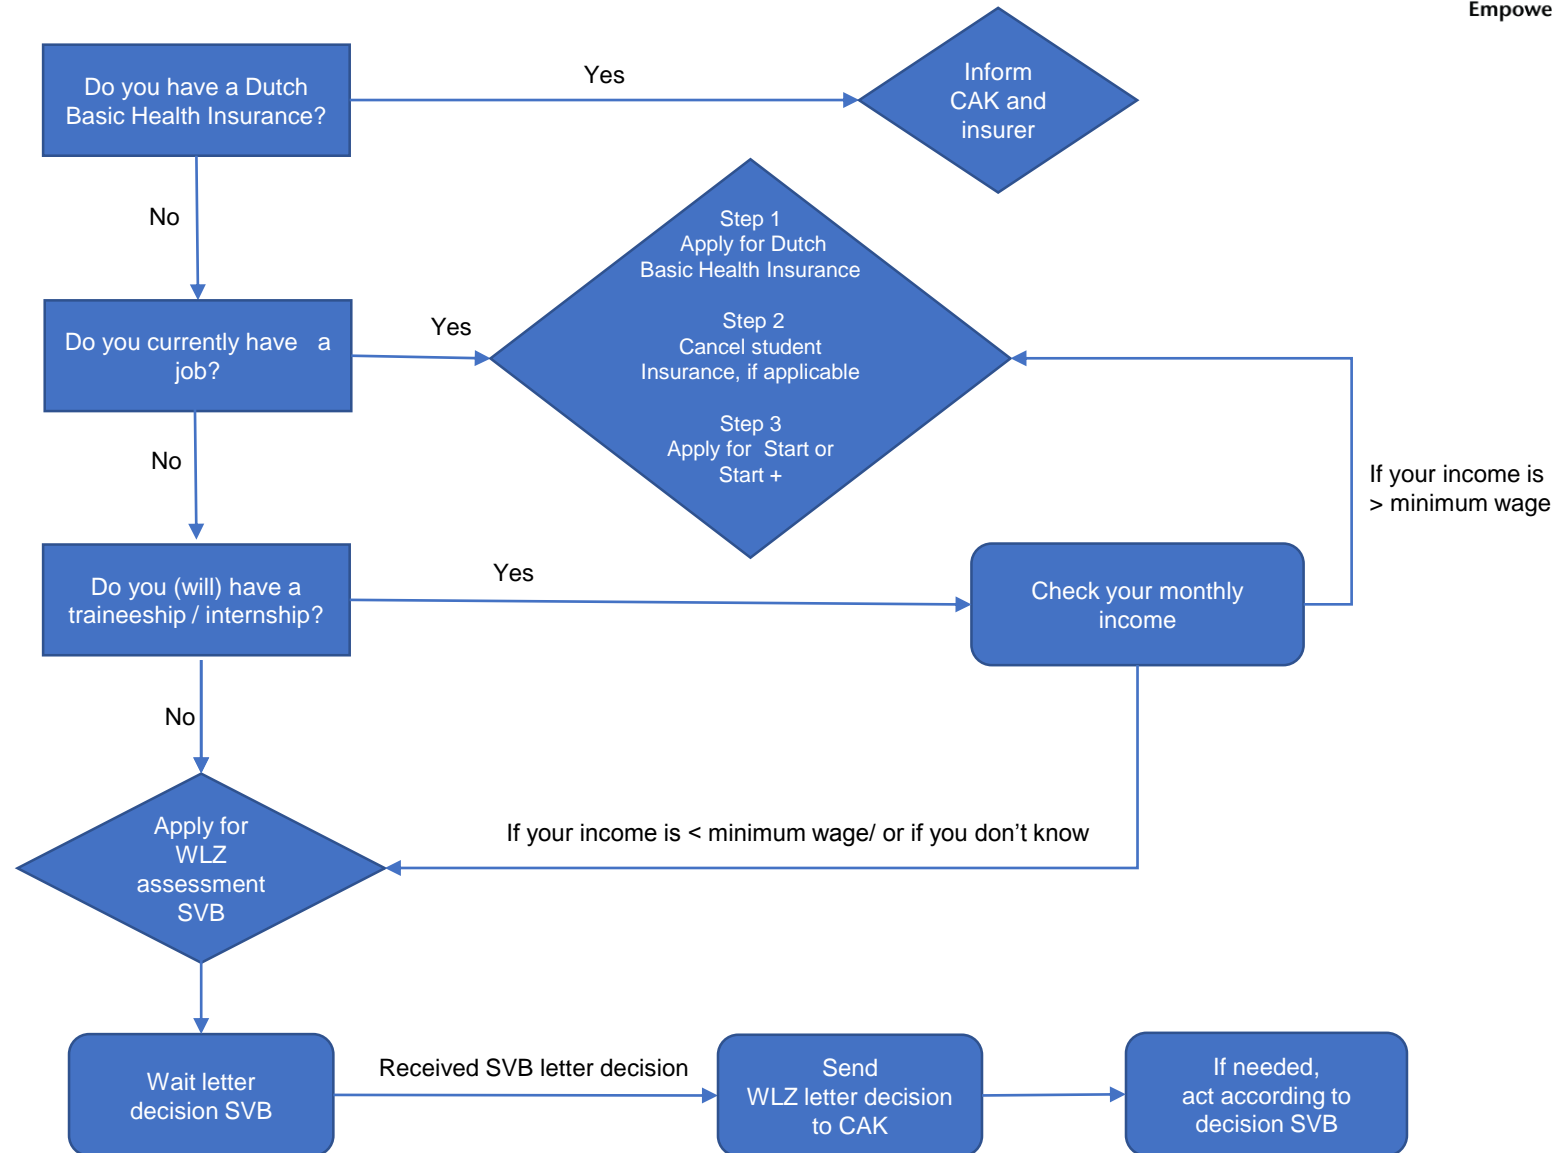 Empowe
Do you have a Dutch
Basic Health Insurance?
Yes
Inform
CAK and
insurer
No
Step 1
Apply for Dutch
Basic Health Insurance
Step 2
Cancel student
Insurance, if applicable
Step 3
Apply for Start or
Start +
Do you currently have a
job?
Yes
No
If your income is
> minimum wage
Do you (will) have a
traineeship / internship?
Yes
Check your monthly
income
No
Apply for
WLZ
assessment
SVB
If your income is < minimum wage/ or if you don’t know
Wait letter
decision SVB
Received SVB letter decision
Send
WLZ letter decision
to CAK
If needed,
act according to
decision SVB